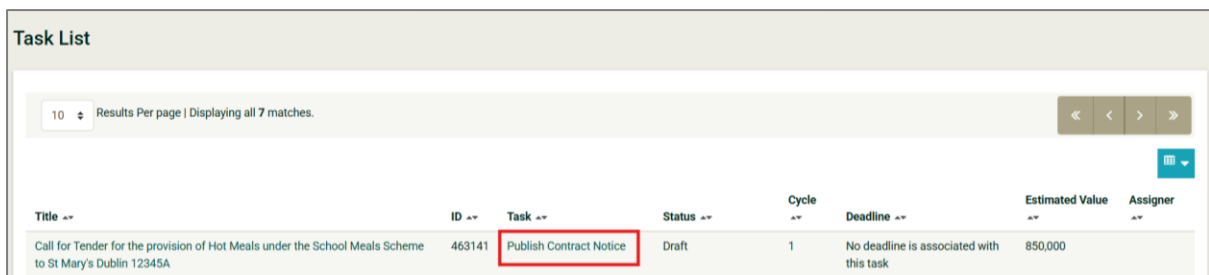 Task List
10 Results Per page | Displaying all 7 matches.
« < > »
Title ID Task Status Cycle Deadline Estimated Value Assigner
Call for Tender for the provision of Hot Meals under the School Meals Scheme 463141 Publish Contract Notice Draft 1 No deadline is associated with 850,000
to St Mary's Dublin 12345A this task